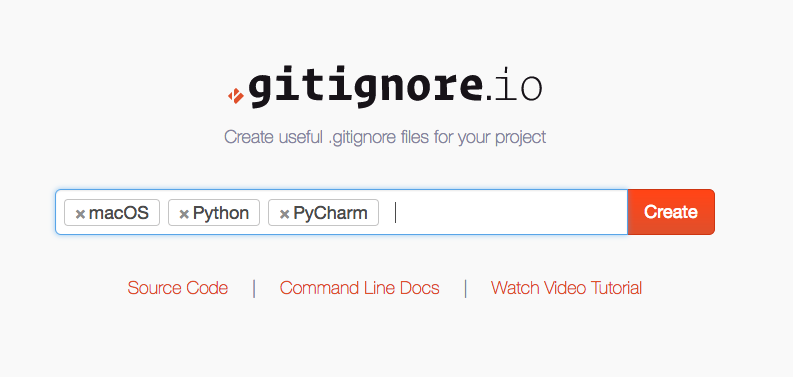 .gitignore.io
Create useful .gitignore files for your project
×macOS ×Python ×PyCharm Create
Source Code | Command Line Docs | Watch Video Tutorial